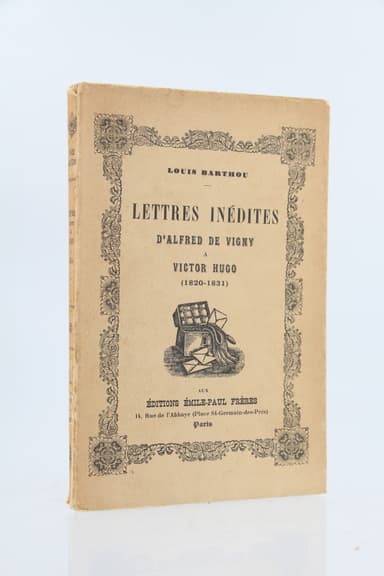 LOUIS BARTHOU
LETTRES INÉDITES
D'ALFRED DE VIGNY
A
VICTOR HUGO
(1820-1831)
AUX
ÉDITIONS ÉMILE-PAUL FRÈRES
14, Rue de l'Abbaye (Place St-Germain-des-Prés)
Paris